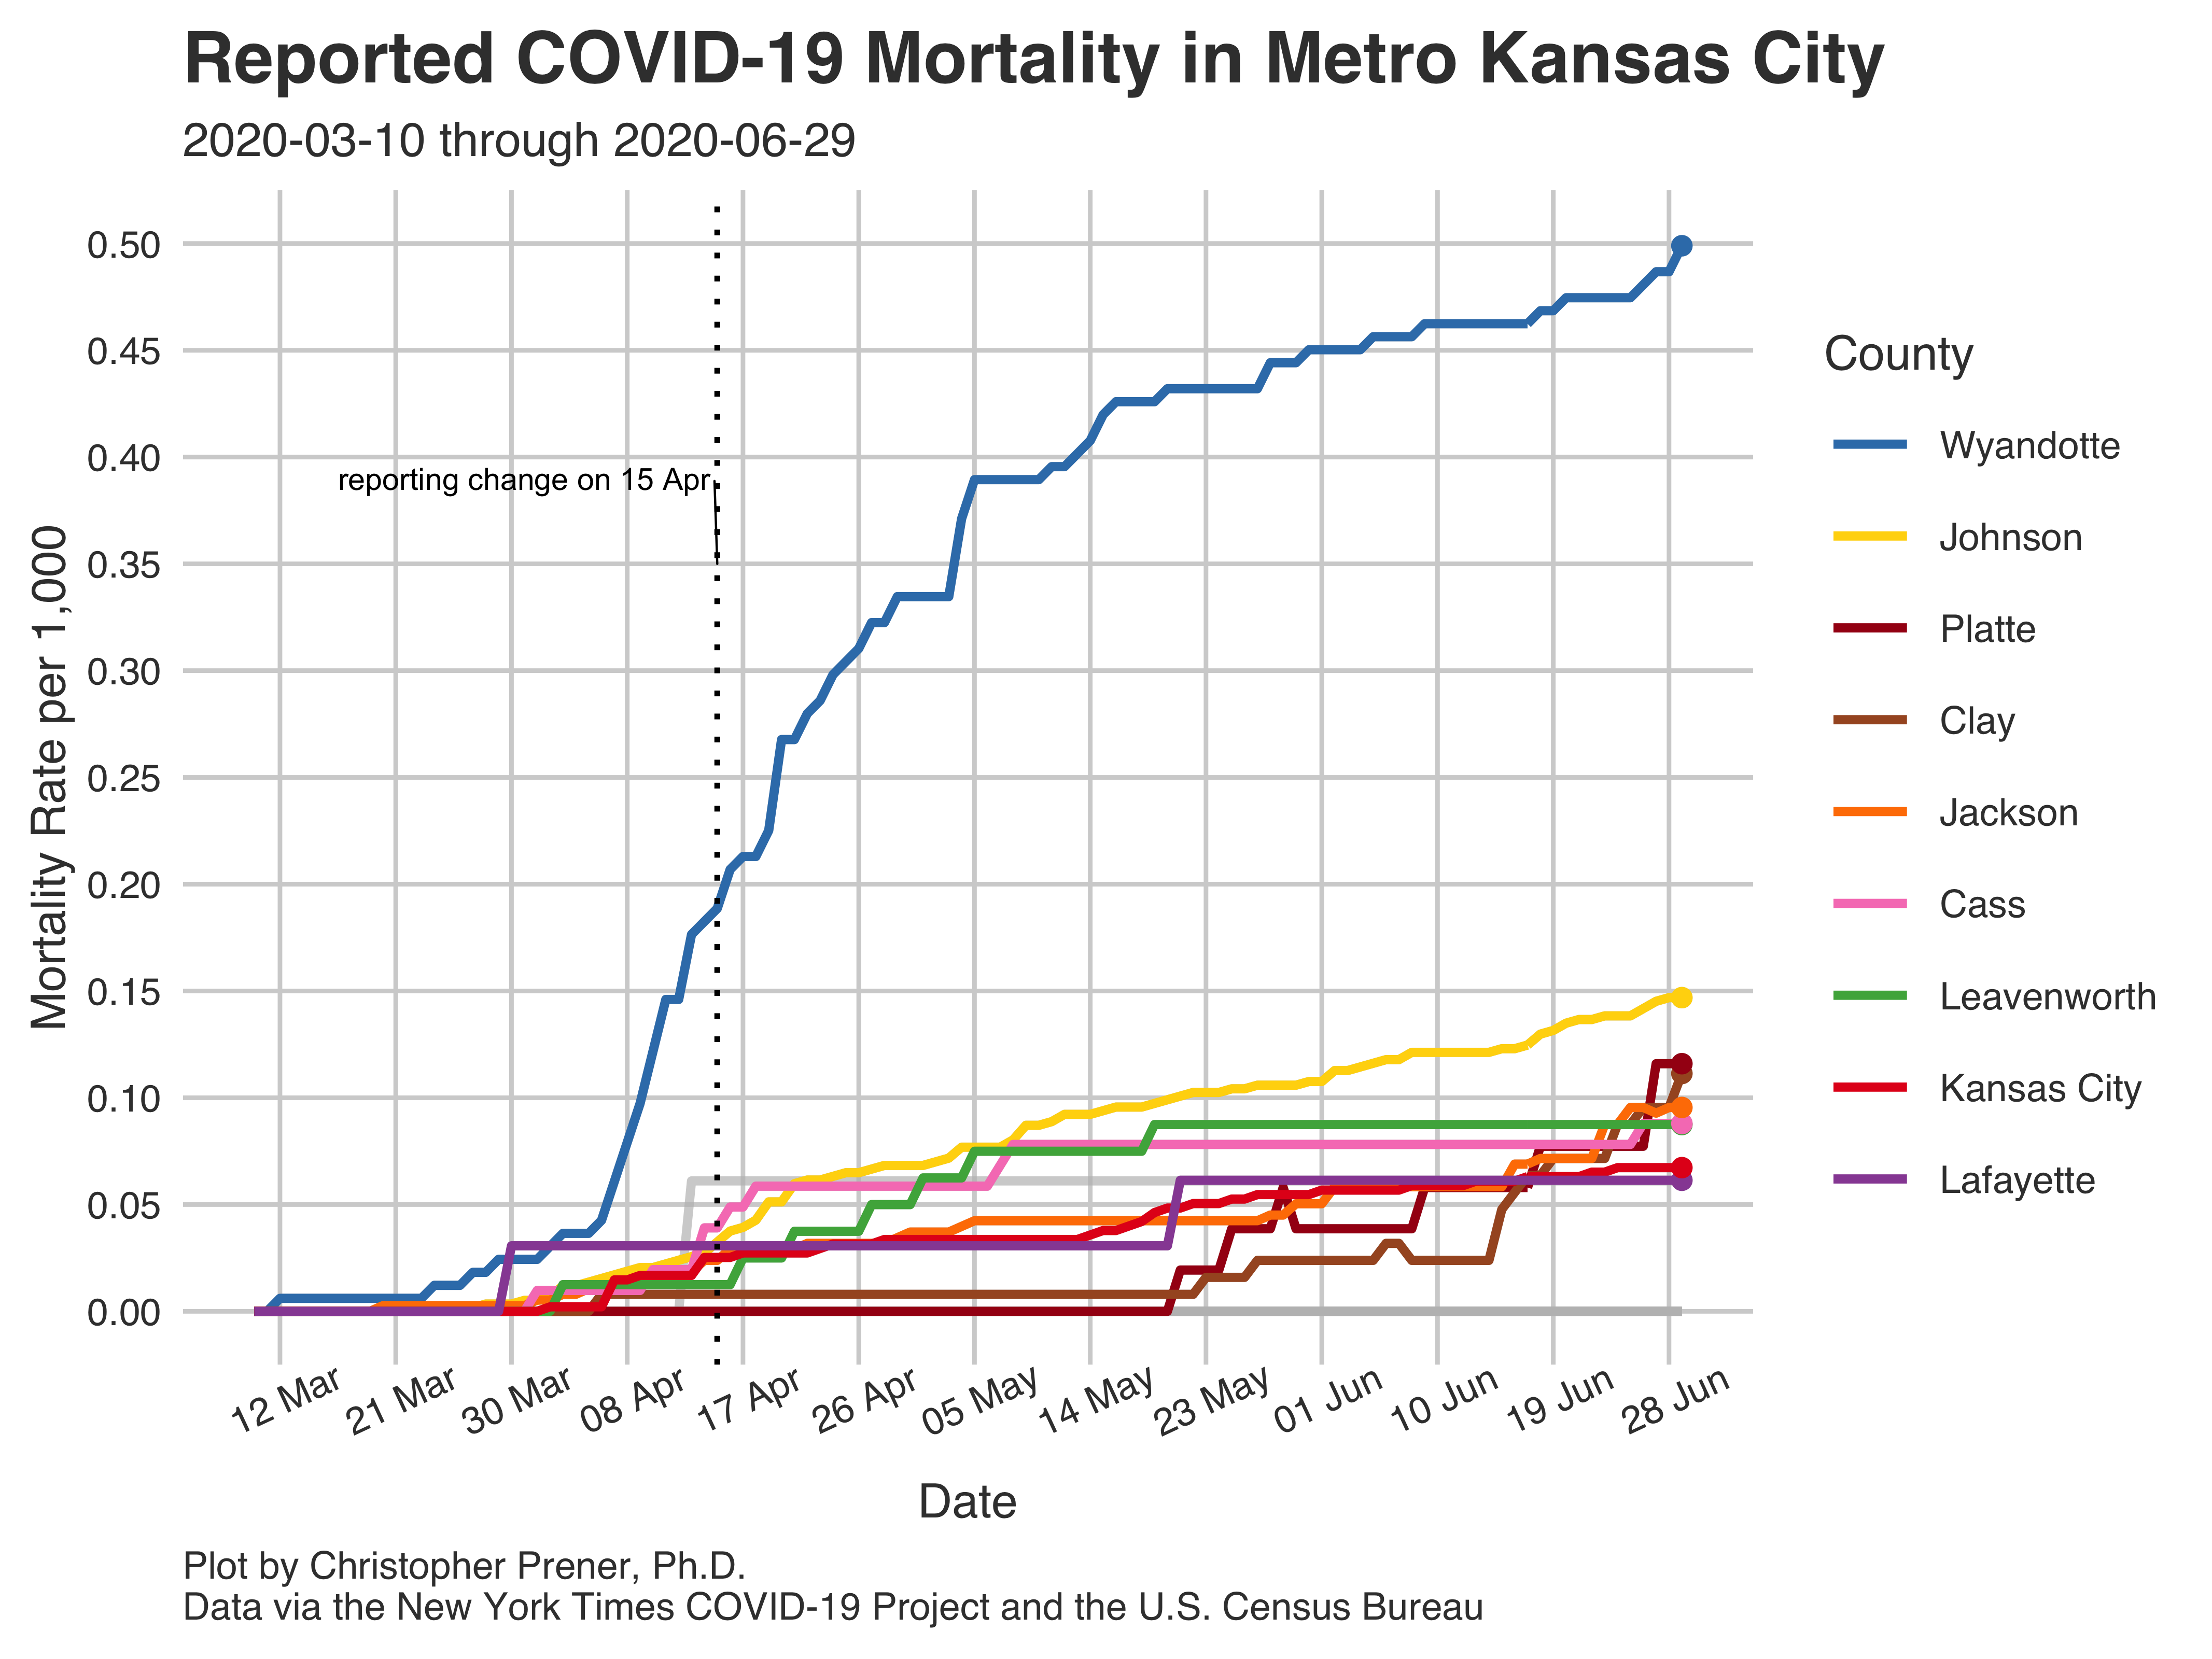 Reported COVID-19 Mortality in Metro Kansas City
2020-03-10 through 2020-06-29
Mortality Rate per 1,000
0.50
0.45
0.40
0.35
0.30
0.25
0.20
0.15
0.10
0.05
0.00
reporting change on 15 Apr
12 Mar
21 Mar
30 Mar
08 Apr
17 Apr
26 Apr
05 May
14 May
23 May
01 Jun
10 Jun
19 Jun
28 Jun
Date
County
Wyandotte
Johnson
Platte
Clay
Jackson
Cass
Leavenworth
Kansas City
Lafayette
Plot by Christopher Prener, Ph.D.
Data via the New York Times COVID-19 Project and the U.S. Census Bureau